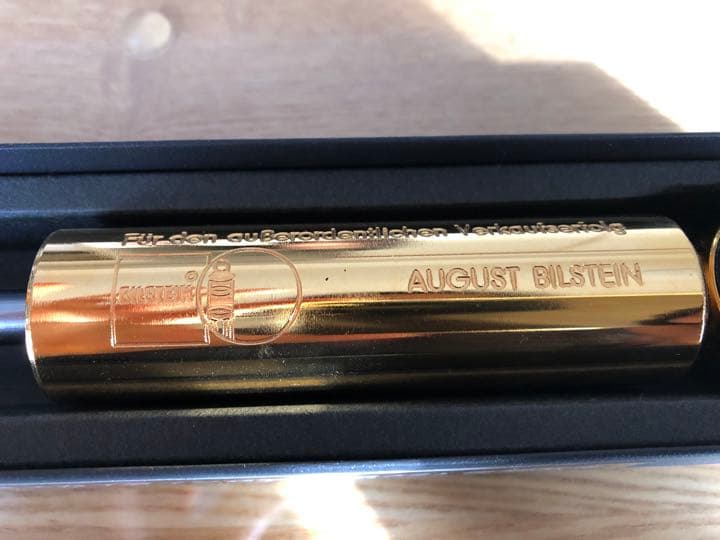 Für den außerordentlichen Verkaufserfolg
BILSTEIN ®
AUGUST BILSTEIN